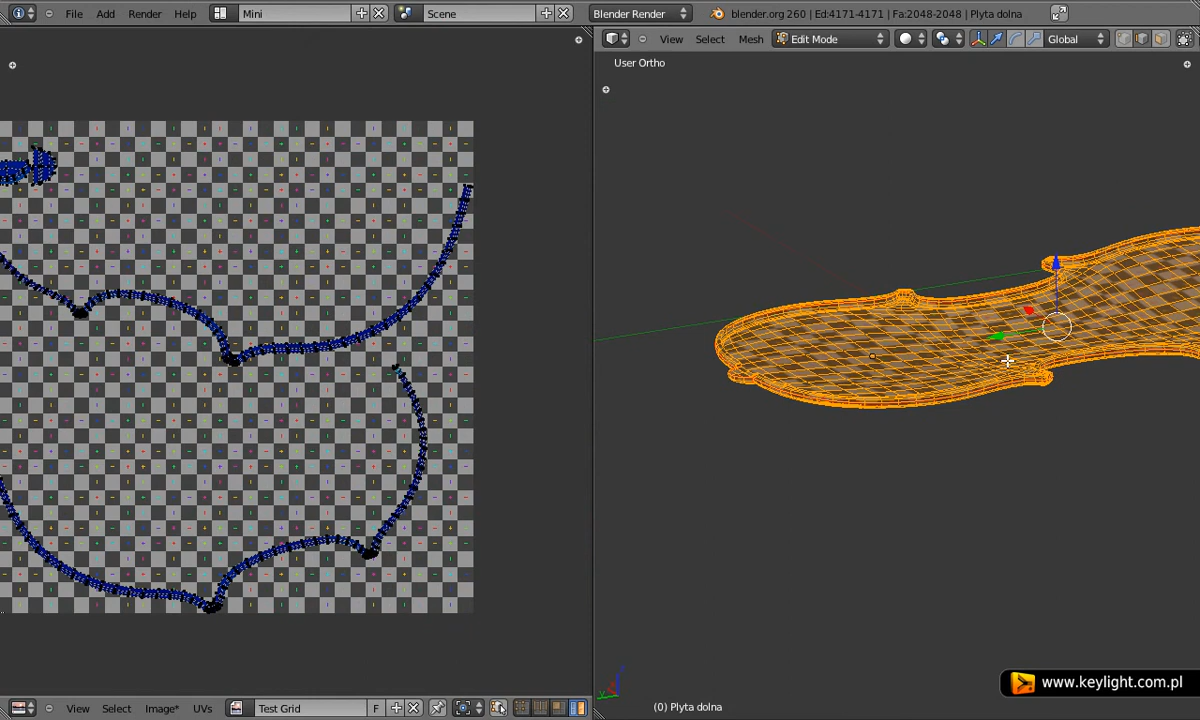 File Add Render Help Mini Scene Blender Render blender.org 260 | Ed:4171-4171 | Fa:2048-2048 | Plyta dolna
View Select Mesh Edit Mode Global
User Ortho
(0) Plyta dolna
www.keylight.com.pl
View Select Image* UVs Test Grid F